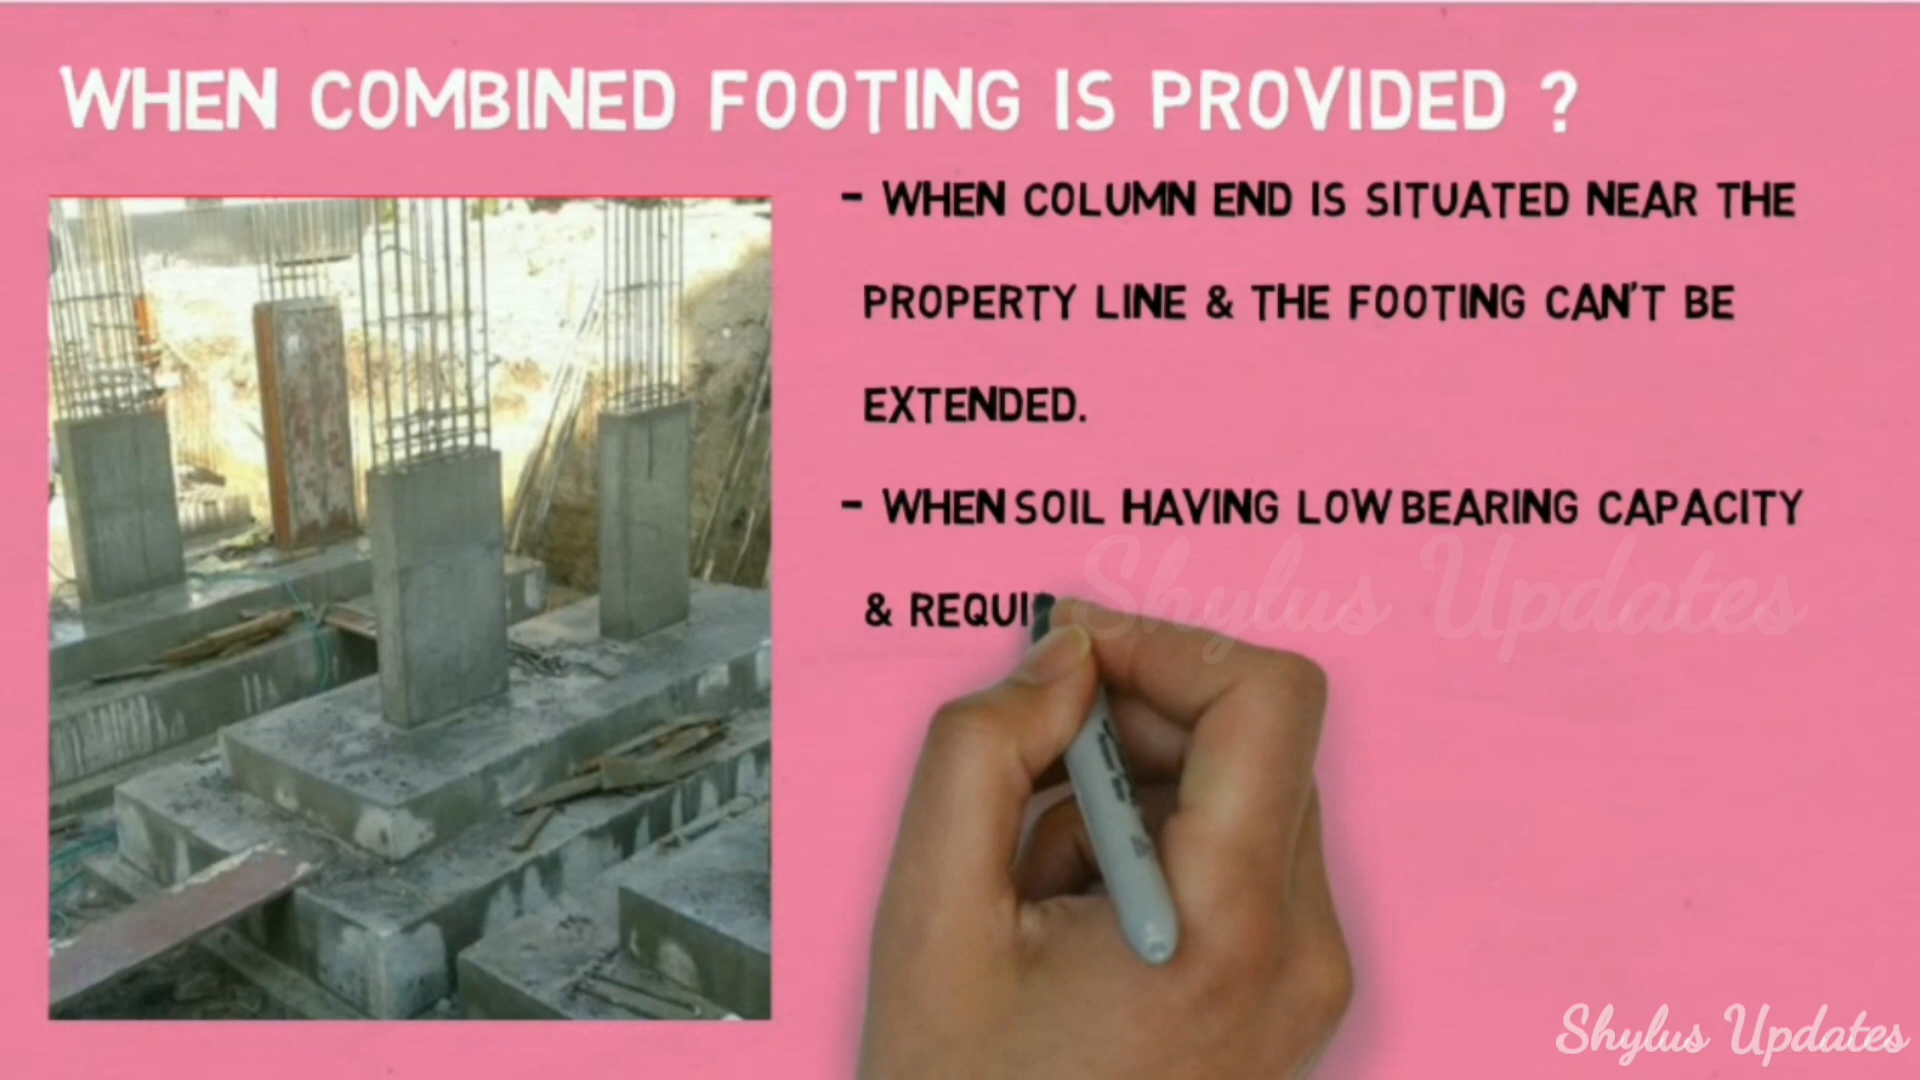 WHEN COMBINED FOOTING IS PROVIDED ?
- WHEN COLUMN END IS SITUATED NEAR THE
PROPERTY LINE & THE FOOTING CAN'T BE
EXTENDED.
- WHEN SOIL HAVING LOW BEARING CAPACITY
& REQUI
Shylus Updates
Shylus Updates